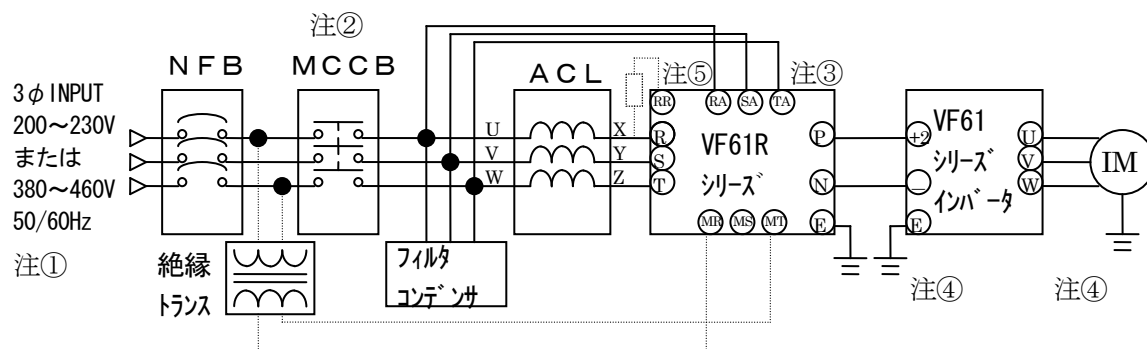 注②
NFB
MCCB
ACL
注⑤
注③
3φ INPUT
200～230V
または
380～460V
50/60Hz
注①
U
V
W
X
Y
Z
RR
RA
SA
TA
R
S
T
VF61R
シリーズ
P
N
E
MR
MS
MT
+2
－
E
VF61
シリーズ
インバータ
U
V
W
IM
絶縁
トランス
フィルタ
コンデンサ
注④
注④